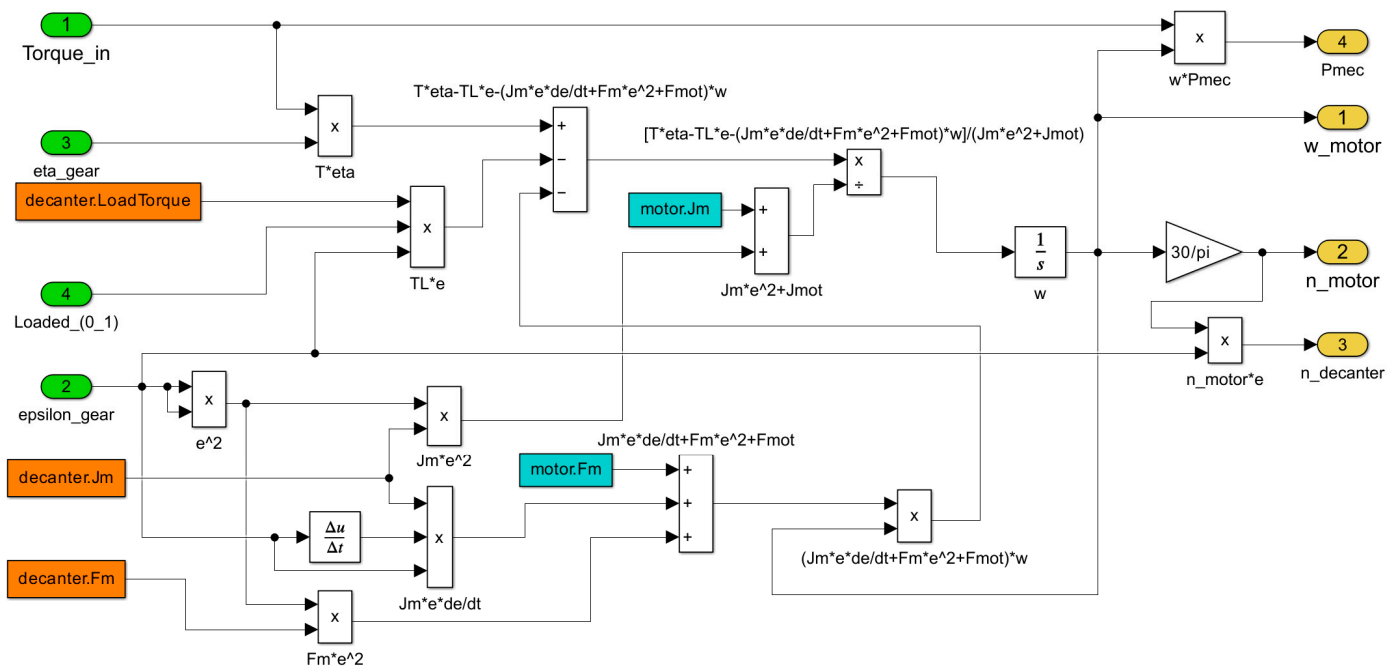 1
Torque_in
x
w*Pmec
4
Pmec
T*eta-TL*e-(Jm*e*de/dt+Fm*e^2+Fmot)*w
1
w_motor
3
eta_gear
x
T*eta
+
−
−
[T*eta-TL*e-(Jm*e*de/dt+Fm*e^2+Fmot)*w]/(Jm*e^2+Jmot)
x
÷
decanter.LoadTorque
x
TL*e
motor.Jm
+
+
Jm*e^2+Jmot
1
s
w
30/pi
2
n_motor
4
Loaded_(0_1)
x
n_motor*e
3
n_decanter
2
epsilon_gear
x
e^2
x
Jm*e^2
Jm*e*de/dt+Fm*e^2+Fmot
motor.Fm
+
+
+
decanter.Jm
Δu
Δt
x
Jm*e*de/dt
x
(Jm*e*de/dt+Fm*e^2+Fmot)*w
decanter.Fm
x
Fm*e^2